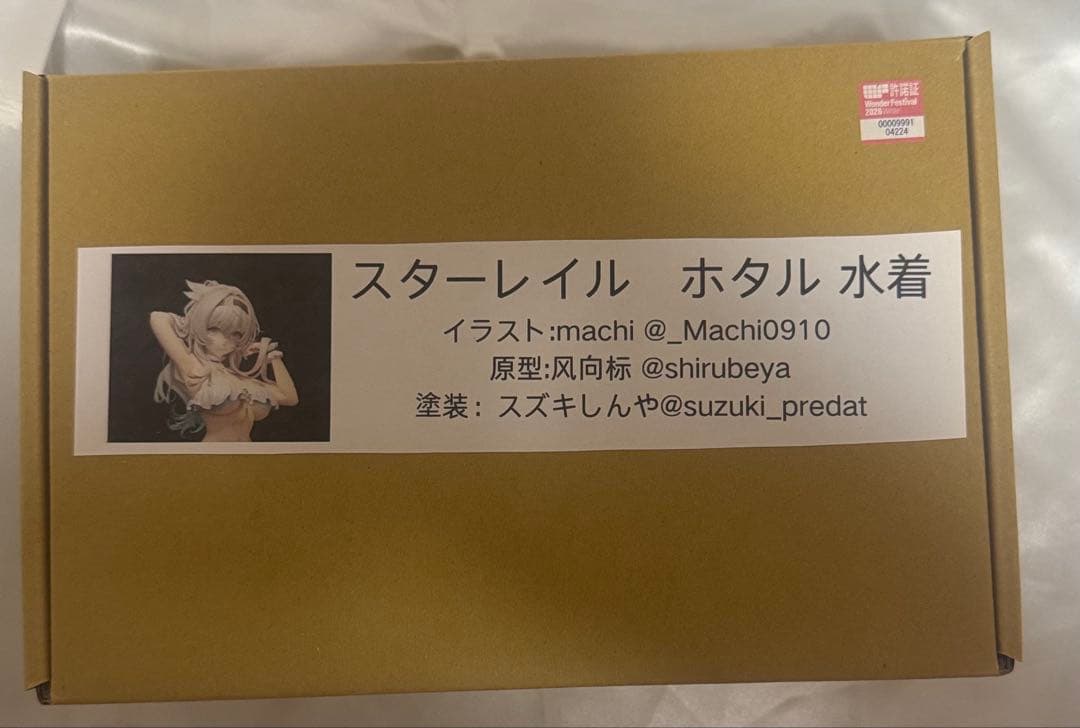 許諾証
Wonder Festival
2025 Winter
00009991
04224
スターレイル ホタル 水着
イラスト:machi @_Machi0910
原型:风向标 @shirubeya
塗装: スズキしんや@suzuki_predat